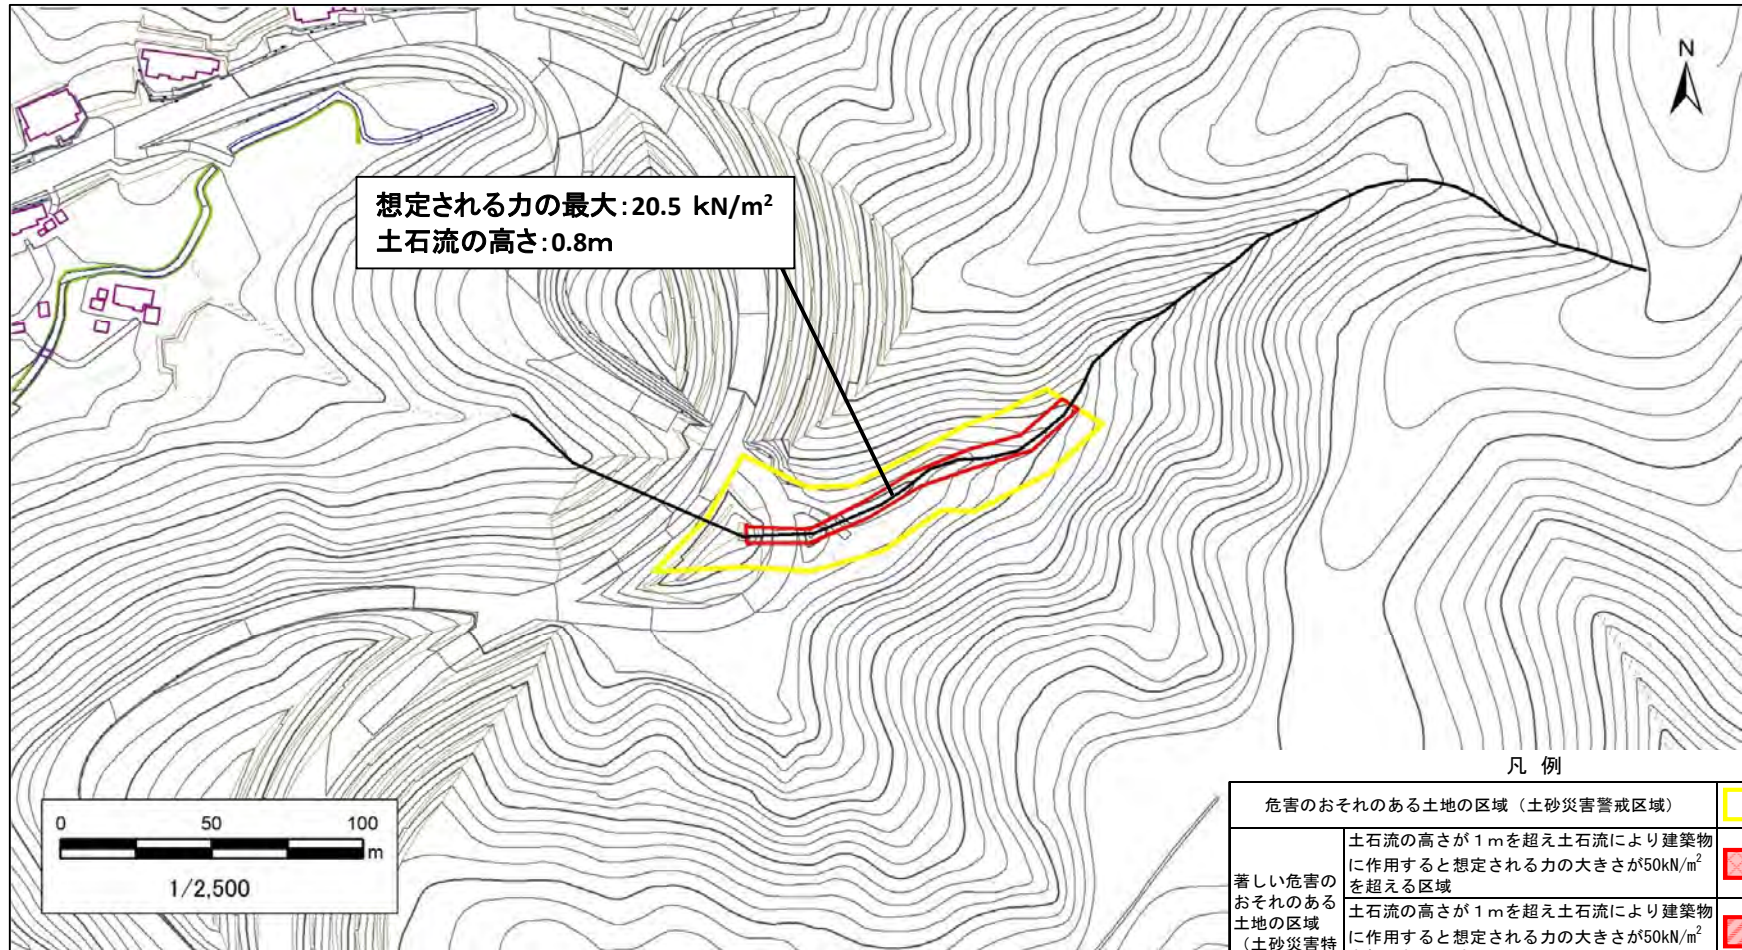 N
想定される力の最大:20.5 kN/m²
土石流の高さ:0.8m
0 50 100
m
1/2,500
凡 例
危害のおそれのある土地の区域（土砂災害警戒区域）
著しい危害の
おそれのある
土地の区域
（土砂災害特
土石流の高さが１ｍを超え土石流により建築物
に作用すると想定される力の大きさが50kN/m²
を超える区域
土石流の高さが１ｍを超え土石流により建築物
に作用すると想定される力の大きさが50kN/m²